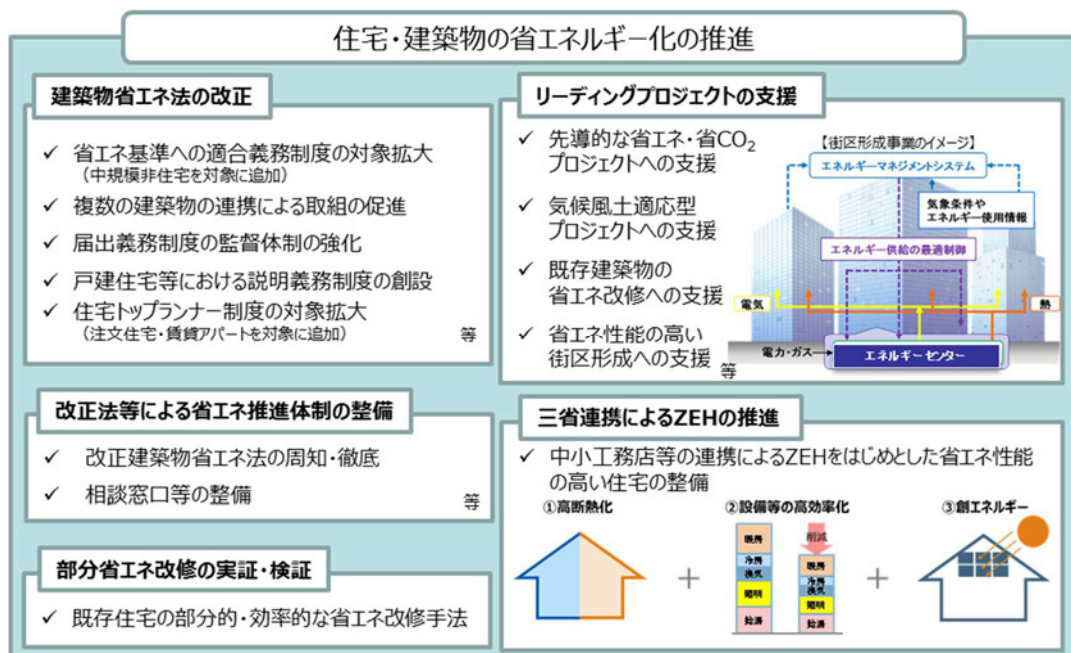 住宅・建築物の省エネルギー化の推進
建築物省エネ法の改正
✓ 省エネ基準への適合義務制度の対象拡大
(中規模非住宅を対象に追加)
✓ 複数の建築物の連携による取組の促進
✓ 届出義務制度の監督体制の強化
✓ 戸建住宅等における説明義務制度の創設
✓ 住宅トップランナー制度の対象拡大
(注文住宅・賃貸アパートを対象に追加)
等
改正法等による省エネ推進体制の整備
✓ 改正建築物省エネ法の周知・徹底
✓ 相談窓口等の整備
等
部分省エネ改修の実証・検証
✓ 既存住宅の部分的・効率的な省エネ改修手法
リーディングプロジェクトの支援
✓ 先導的な省エネ・省CO₂
プロジェクトへの支援
✓ 気候風土適応型
プロジェクトへの支援
✓ 既存建築物の
省エネ改修への支援
✓ 省エネ性能の高い
街区形成への支援
等
【街区形成事業のイメージ】
エネルギーマネジメントシステム
気象条件や
エネルギー使用情報
エネルギー供給の最適制御
電気
熱
電力・ガス
エネルギーセンター
三省連携によるZEHの推進
✓ 中小工務店等の連携によるZEHをはじめとした省エネ性能
の高い住宅の整備
①高断熱化
②設備等の高効率化
③創エネルギー
暖房
冷房
換気
照明
給湯
削減
暖房
冷房
換気
照明
給湯
+
+